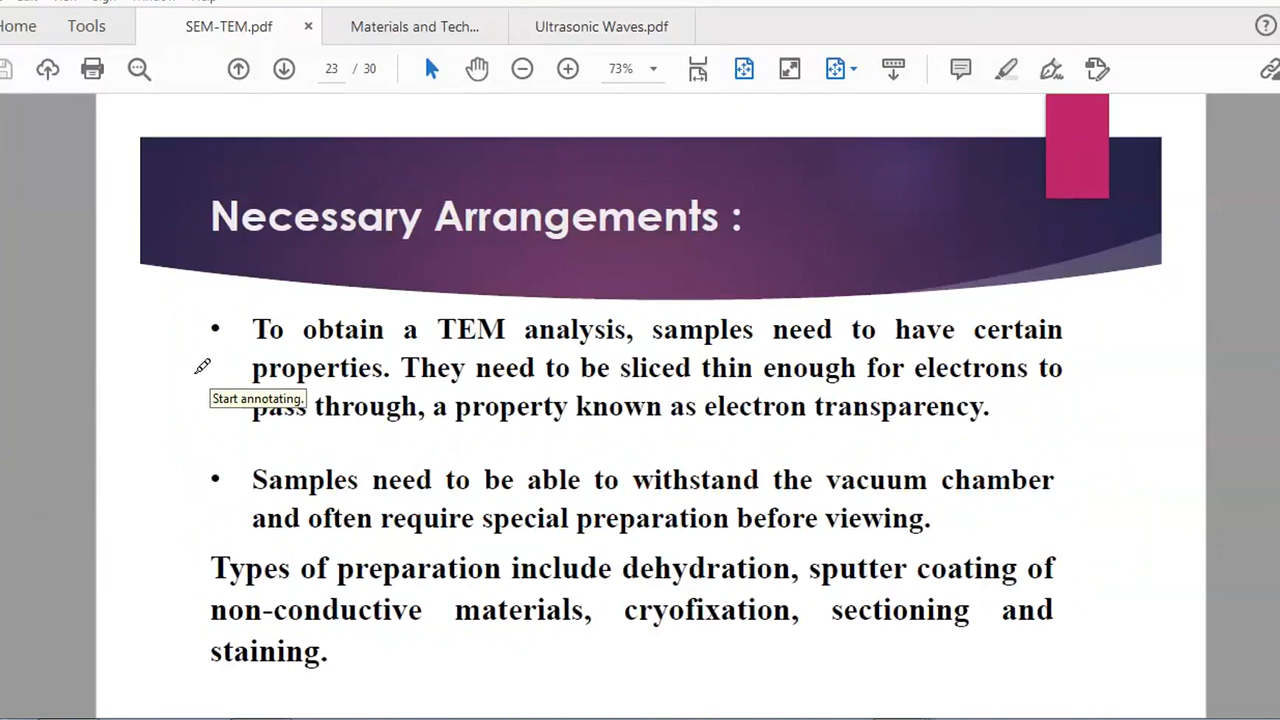 Home Tools SEM-TEM.pdf × Materials and Tech... Ultrasonic Waves.pdf
23 / 30 73%
Necessary Arrangements :
• To obtain a TEM analysis, samples need to have certain
properties. They need to be sliced thin enough for electrons to
Start annotating.
pass through, a property known as electron transparency.
• Samples need to be able to withstand the vacuum chamber
and often require special preparation before viewing.
Types of preparation include dehydration, sputter coating of
non-conductive materials, cryofixation, sectioning and
staining.